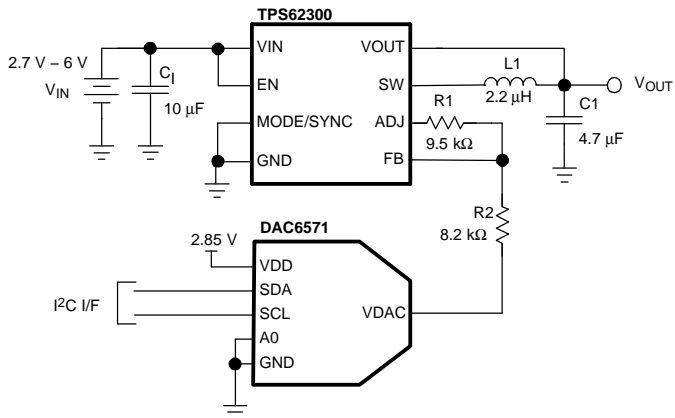 TPS62300
2.7 V – 6 V
VIN
CI
10 μF
VIN
EN
MODE/SYNC
GND
VOUT
SW
ADJ
FB
L1
2.2 μH
R1
9.5 kΩ
VOUT
C1
4.7 μF
R2
8.2 kΩ
DAC6571
2.85 V
I2C I/F
VDD
SDA
SCL
A0
GND
VDAC